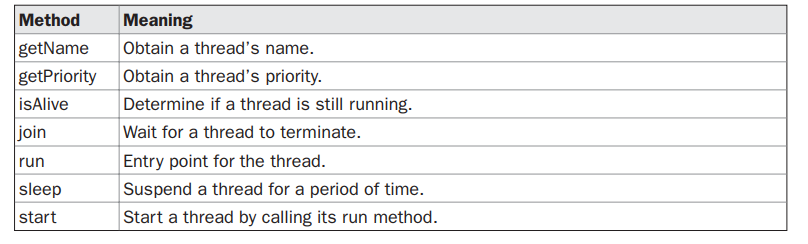 Method Meaning
getName Obtain a thread’s name.
getPriority Obtain a thread’s priority.
isAlive Determine if a thread is still running.
join Wait for a thread to terminate.
run Entry point for the thread.
sleep Suspend a thread for a period of time.
start Start a thread by calling its run method.